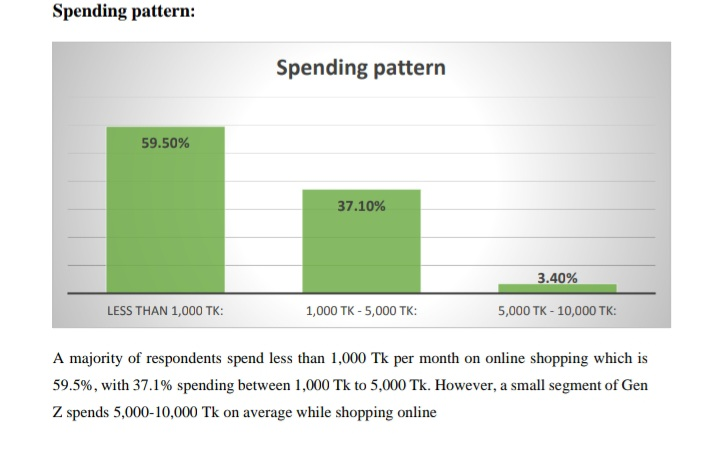 Spending pattern:
Spending pattern
59.50%
37.10%
3.40%
LESS THAN 1,000 TK:
1,000 TK - 5,000 TK:
5,000 TK - 10,000 TK:
A majority of respondents spend less than 1,000 Tk per month on online shopping which is
59.5%, with 37.1% spending between 1,000 Tk to 5,000 Tk. However, a small segment of Gen
Z spends 5,000-10,000 Tk on average while shopping online